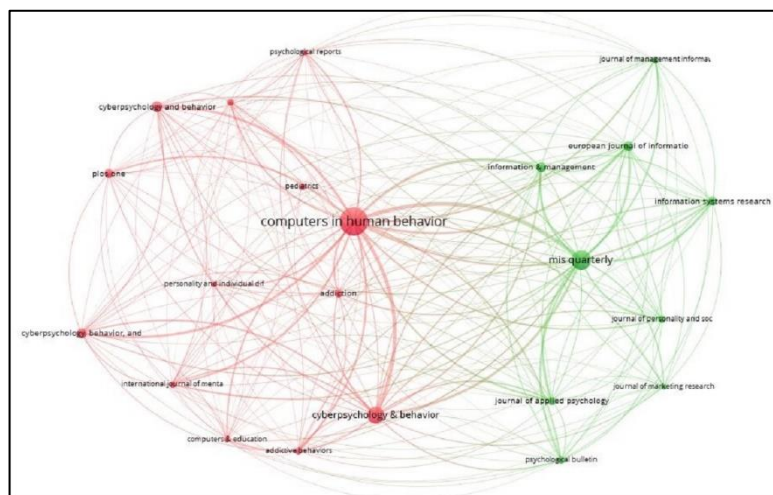 psychological reports
journal of management informau
cyberpsychology and behavior
european journal of informatio
information & management
plos one
pediatrics
information systems research
computers in human behavior
mis quarterly
personality and individual dif
addiction
journal of personality and soc
cyberpsychology behavior, and
international journal of menta
journal of marketing research
journal of applied psychology
cyberpsychology & behavior
computers & education
addictive behaviors
psychological bulletin